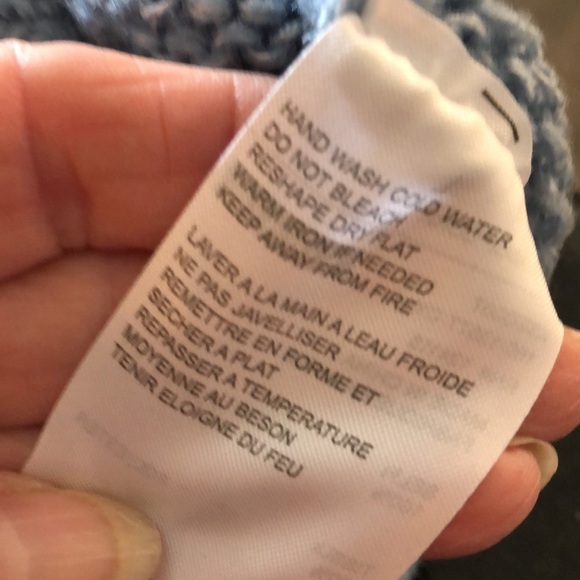 HAND WASH COLD WATER
DO NOT BLEACH
RESHAPE DRY FLAT
WARM IRON IF NEEDED
KEEP AWAY FROM FIRE
LAVER A LA MAIN A LEAU FROIDE
NE PAS JAVELLISER
REMETTRE EN FORME ET
SECHER A PLAT
REPASSER A TEMPERATURE
MOYENNE AU BESON
TENIR ELOIGNE DU FEU